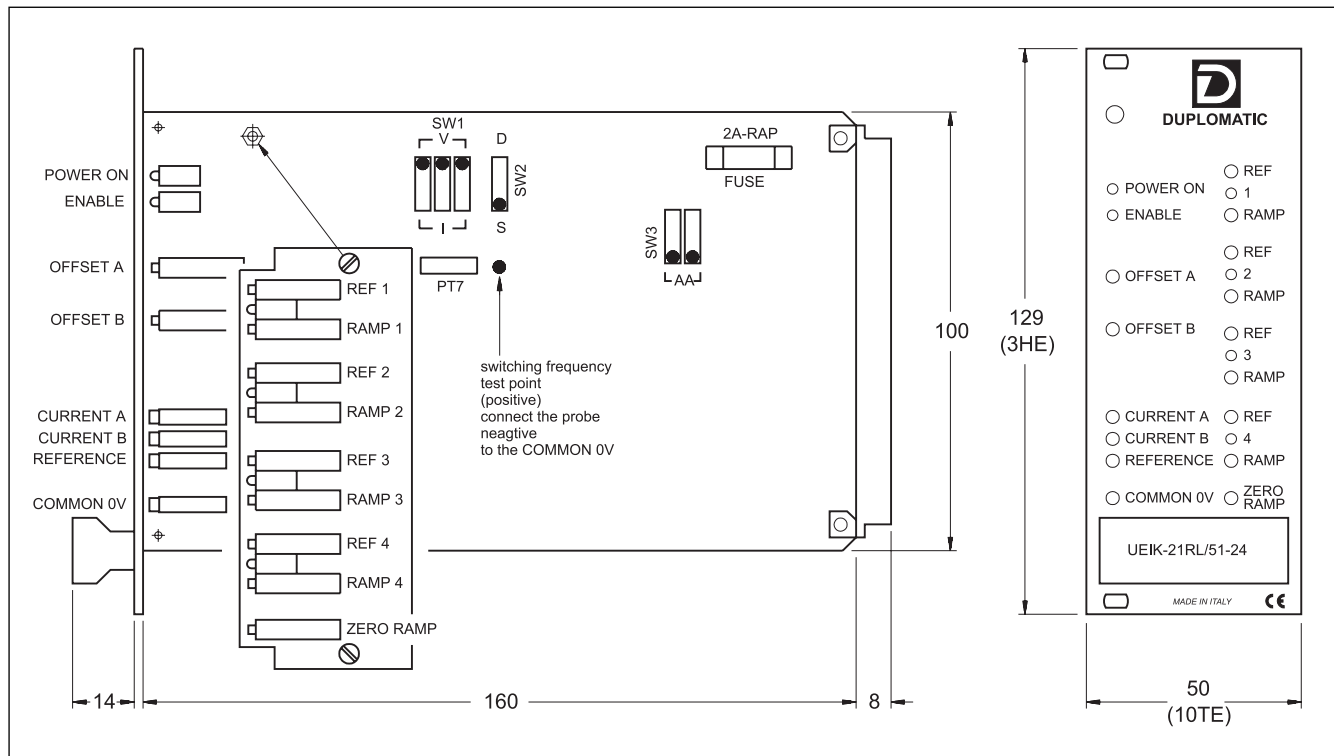 POWER ON
ENABLE
OFFSET A
OFFSET B
CURRENT A
CURRENT B
REFERENCE
COMMON 0V
SW1
V
I
D
SW2
S
2A-RAP
FUSE
SW3
AA
PT7
switching frequency
test point
(positive)
connect the probe
neagtive
to the COMMON 0V
REF 1
RAMP 1
REF 2
RAMP 2
REF 3
RAMP 3
REF 4
RAMP 4
ZERO RAMP
14
160
8
100
129
(3HE)
D
DUPLOMATIC
POWER ON
ENABLE
OFFSET A
OFFSET B
CURRENT A
CURRENT B
REFERENCE
COMMON 0V
REF
1
RAMP
REF
2
RAMP
REF
3
RAMP
REF
4
RAMP
ZERO
RAMP
UEIK-21RL/51-24
MADE IN ITALY
CE
50
(10TE)